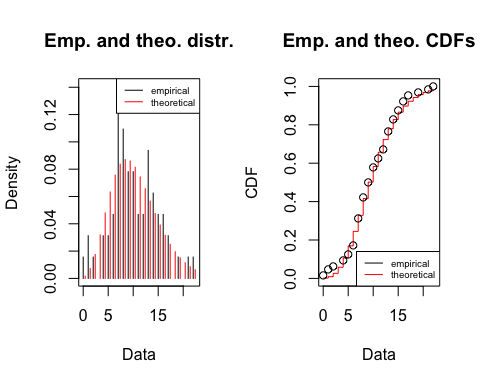 Emp. and theo. distr.
Density
0.00
0.04
0.08
0.12
empirical
theoretical
0
5
15
Data
Emp. and theo. CDFs
CDF
0.0
0.2
0.4
0.6
0.8
1.0
empirical
theoretical
0
5
15
Data